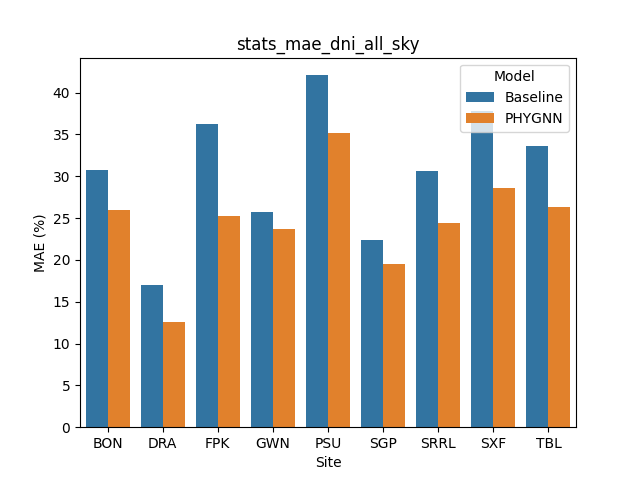 stats_mae_dni_all_sky
Model
Baseline
PHYGNN
MAE (%)
40
35
30
25
20
15
10
5
0
BON DRA FPK GWN PSU SGP SRRL SXF TBL
Site